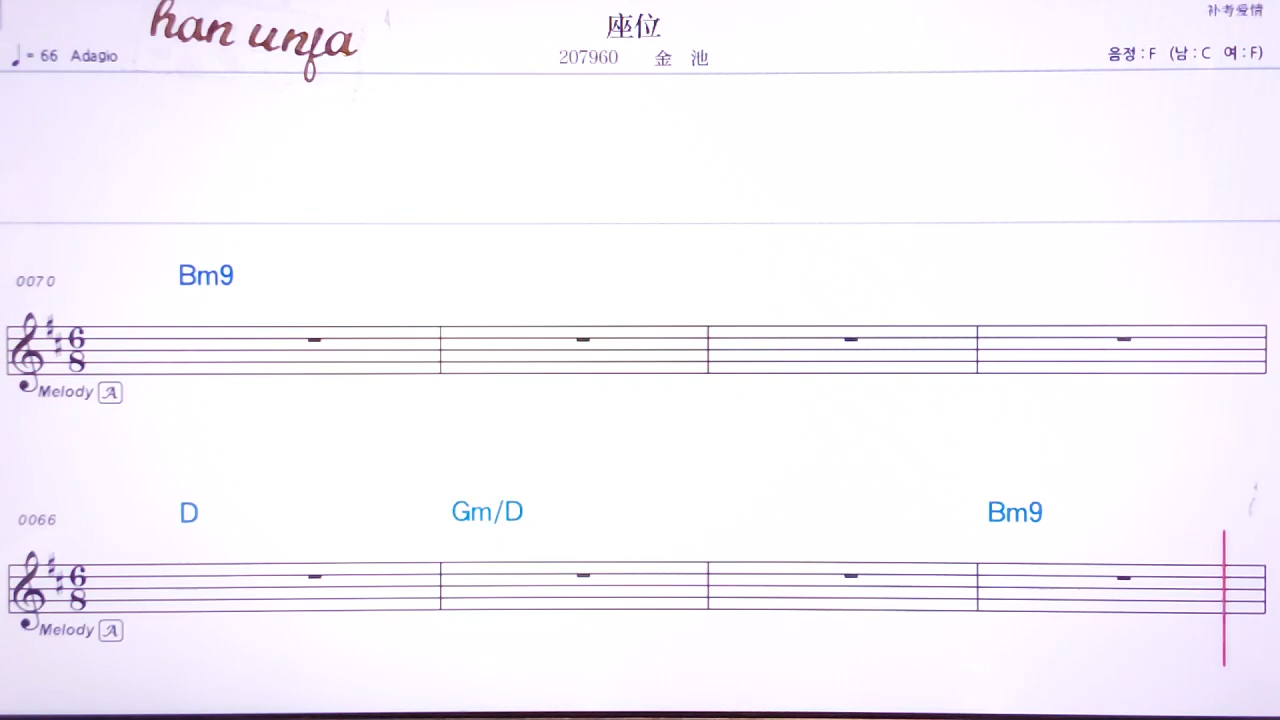 han unfa
座位
补考爱情
♩= 66 Adagio
207960 金 池
음정 : F (남 : C 여 : F)
0070
Bm9
6
8
Melody A
0066
D
Gm/D
Bm9
6
8
Melody A